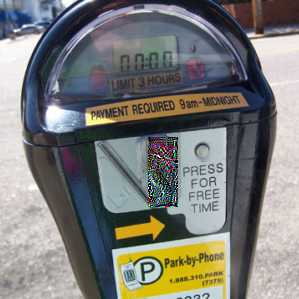 00:00
LIMIT 3 HOURS
PAYMENT REQUIRED 9am-MIDNIGHT
PRESS
FOR
FREE
TIME
P
Park-by-Phone
1.888.310.PARK
(7275)